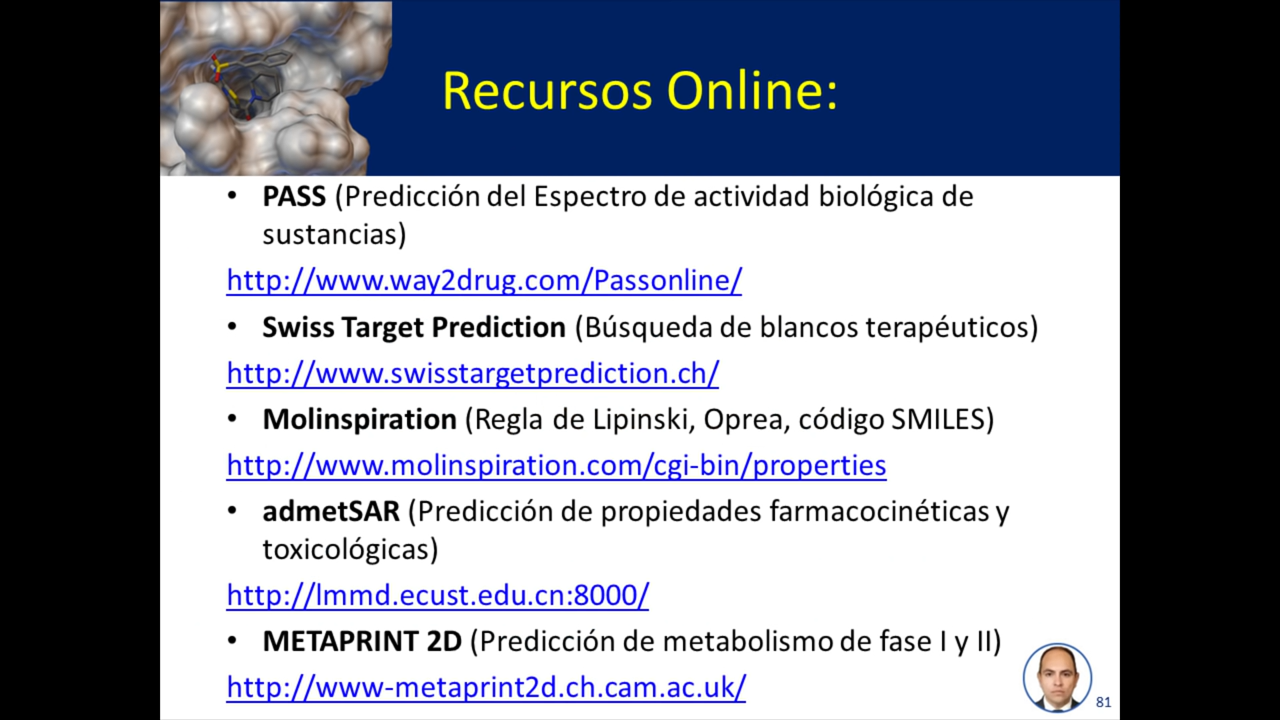 Recursos Online:
• PASS (Predicción del Espectro de actividad biológica de
sustancias)
http://www.way2drug.com/Passonline/
• Swiss Target Prediction (Búsqueda de blancos terapéuticos)
http://www.swisstargetprediction.ch/
• Molinspiration (Regla de Lipinski, Oprea, código SMILES)
http://www.molinspiration.com/cgi-bin/properties
• admetSAR (Predicción de propiedades farmacocinéticas y
toxicológicas)
http://lmmd.ecust.edu.cn:8000/
• METAPRINT 2D (Predicción de metabolismo de fase I y II)
http://www-metaprint2d.ch.cam.ac.uk/
81